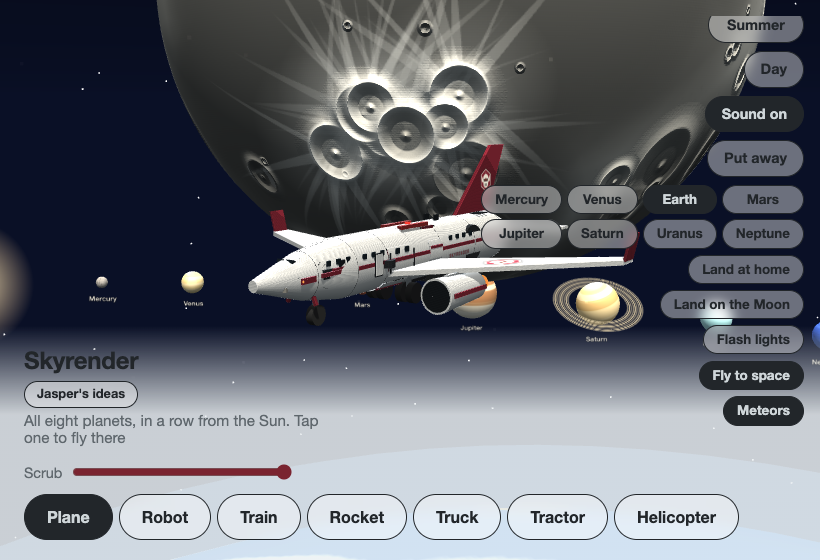 Summer
Day
Sound on
Put away
Mercury Venus Earth Mars
Jupiter Saturn Uranus Neptune
Land at home
Land on the Moon
Flash lights
Fly to space
Meteors
Mercury
Venus
Mars
Jupiter
Saturn
Skyrender
Jasper's ideas
All eight planets, in a row from the Sun. Tap
one to fly there
Scrub
Plane Robot Train Rocket Truck Tractor Helicopter